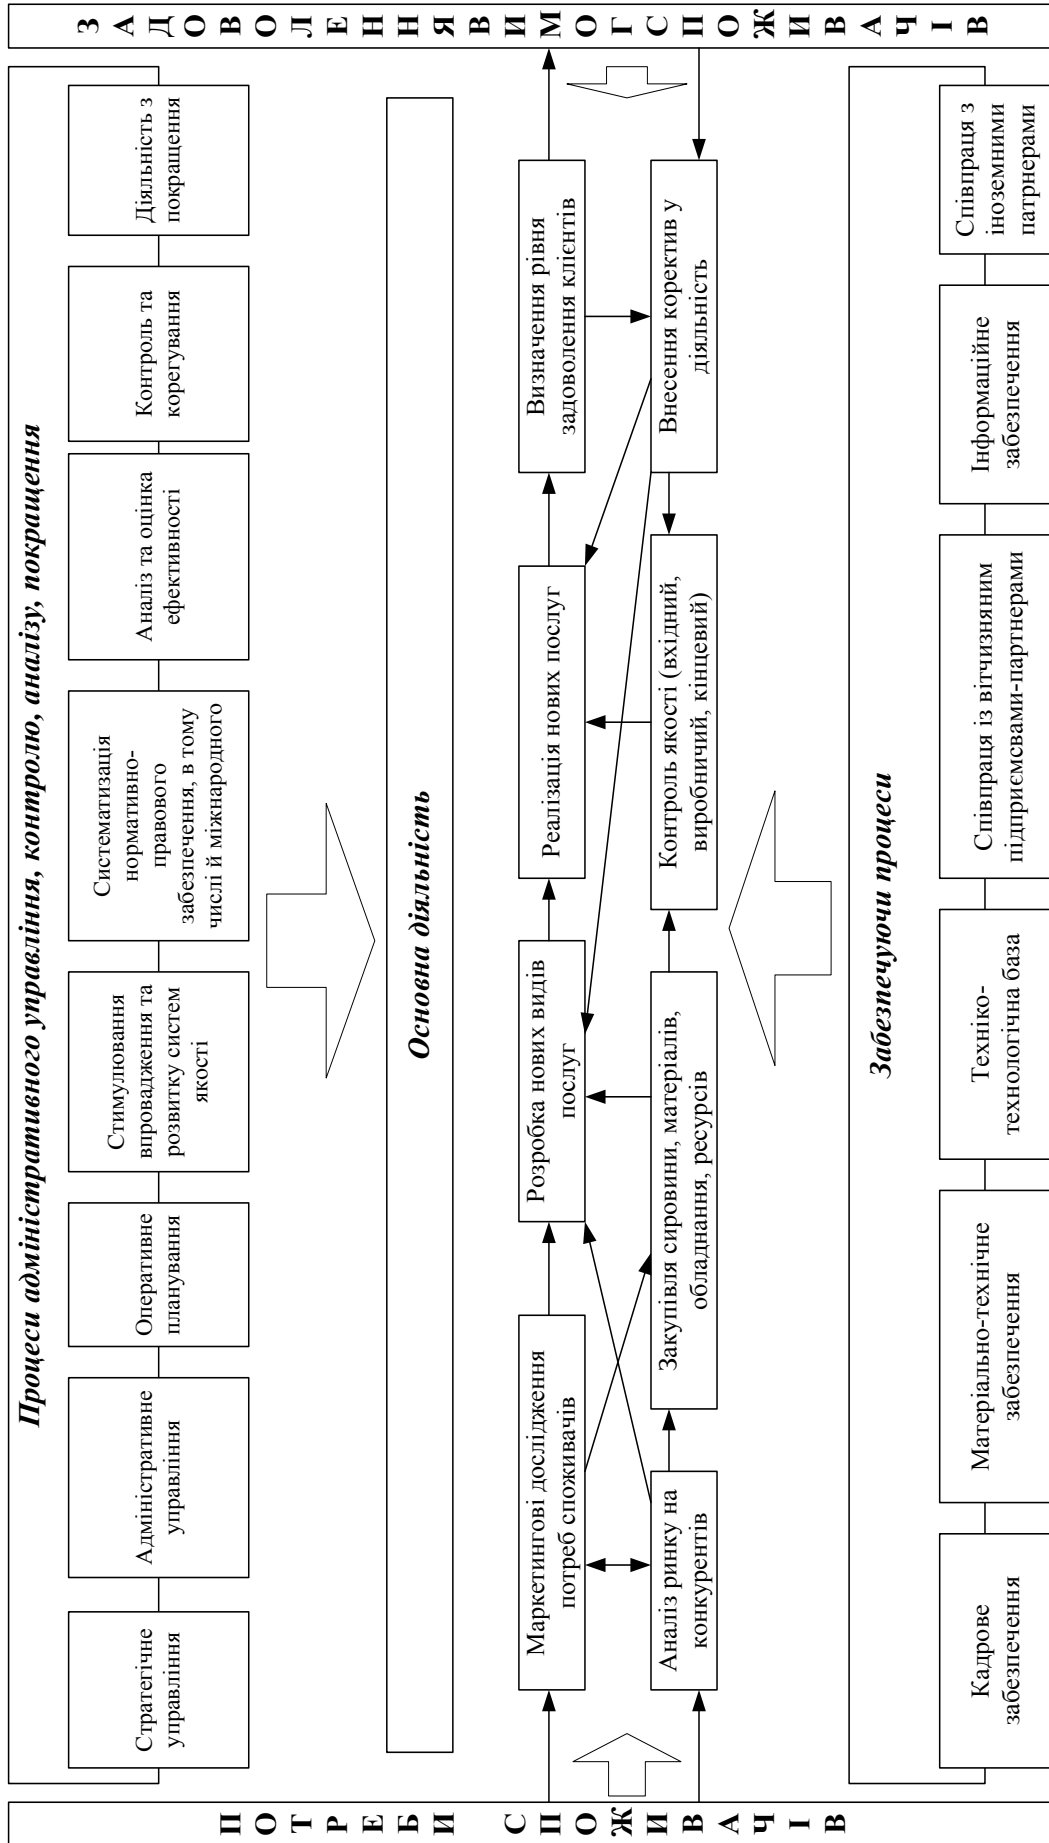 Процеси адміністративного управління, контролю, аналізу, покращення
Стратегічне
управління
Адміністративне
управління
Оперативне
планування
Стимулювання
впровадження та
розвитку систем
якості
Систематизація
нормативно-
правового
забезпечення, в тому
числі й міжнародного
Аналіз та оцінка
ефективності
Контроль та
корегування
Діяльність з
покращення
ПОТРЕБИ СПОЖИВАЧІВ
Основна діяльність
Маркетингові дослідження
потреб споживачів
Розробка нових видів
послуг
Реалізація нових послуг
Визначення рівня
задоволення клієнтів
Аналіз ринку на
конкурентів
Закупівля сировини, матеріалів,
обладнання, ресурсів
Контроль якості (вхідний,
виробничий, кінцевий)
Внесення коректив у
діяльність
ЗАДОВОЛЕННЯ ВИМОГ СПОЖИВАЧІВ
Забезпечуючи процеси
Кадрове
забезпечення
Матеріально-технічне
забезпечення
Техніко-
технологічна база
Співпраця із вітчизняним
підприємсвами-партнерами
Інформаційне
забезпечення
Співпраця з
іноземними
патрнерами